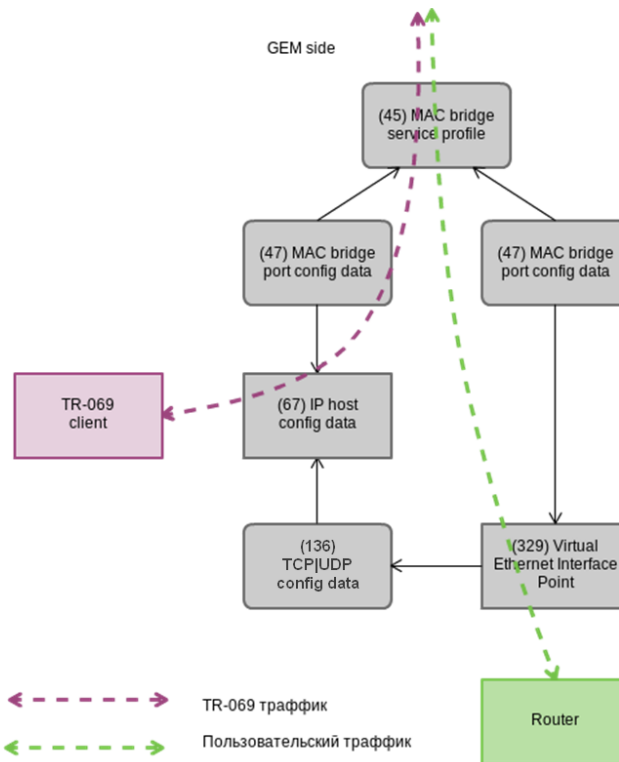 GEM side
(45) MAC bridge
service profile
(47) MAC bridge
port config data
(47) MAC bridge
port config data
TR-069
client
(67) IP host
config data
(136)
TCP|UDP
config data
(329) Virtual
Ethernet Interface
Point
TR-069 траффик
Router
Пользовательский траффик